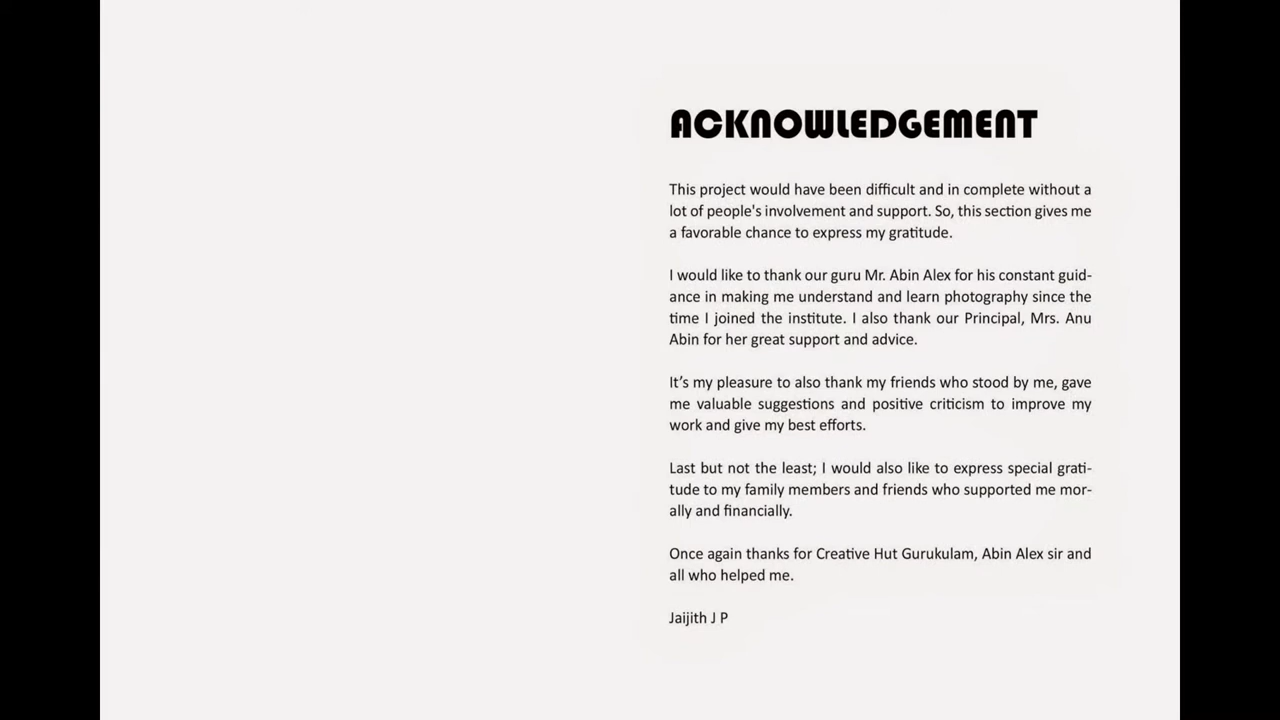 ACKNOWLEDGEMENT
This project would have been difficult and in complete without a
lot of people's involvement and support. So, this section gives me
a favorable chance to express my gratitude.
I would like to thank our guru Mr. Abin Alex for his constant guid-
ance in making me understand and learn photography since the
time I joined the institute. I also thank our Principal, Mrs. Anu
Abin for her great support and advice.
It’s my pleasure to also thank my friends who stood by me, gave
me valuable suggestions and positive criticism to improve my
work and give my best efforts.
Last but not the least; I would also like to express special grati-
tude to my family members and friends who supported me mor-
ally and financially.
Once again thanks for Creative Hut Gurukulam, Abin Alex sir and
all who helped me.
Jaijith J P